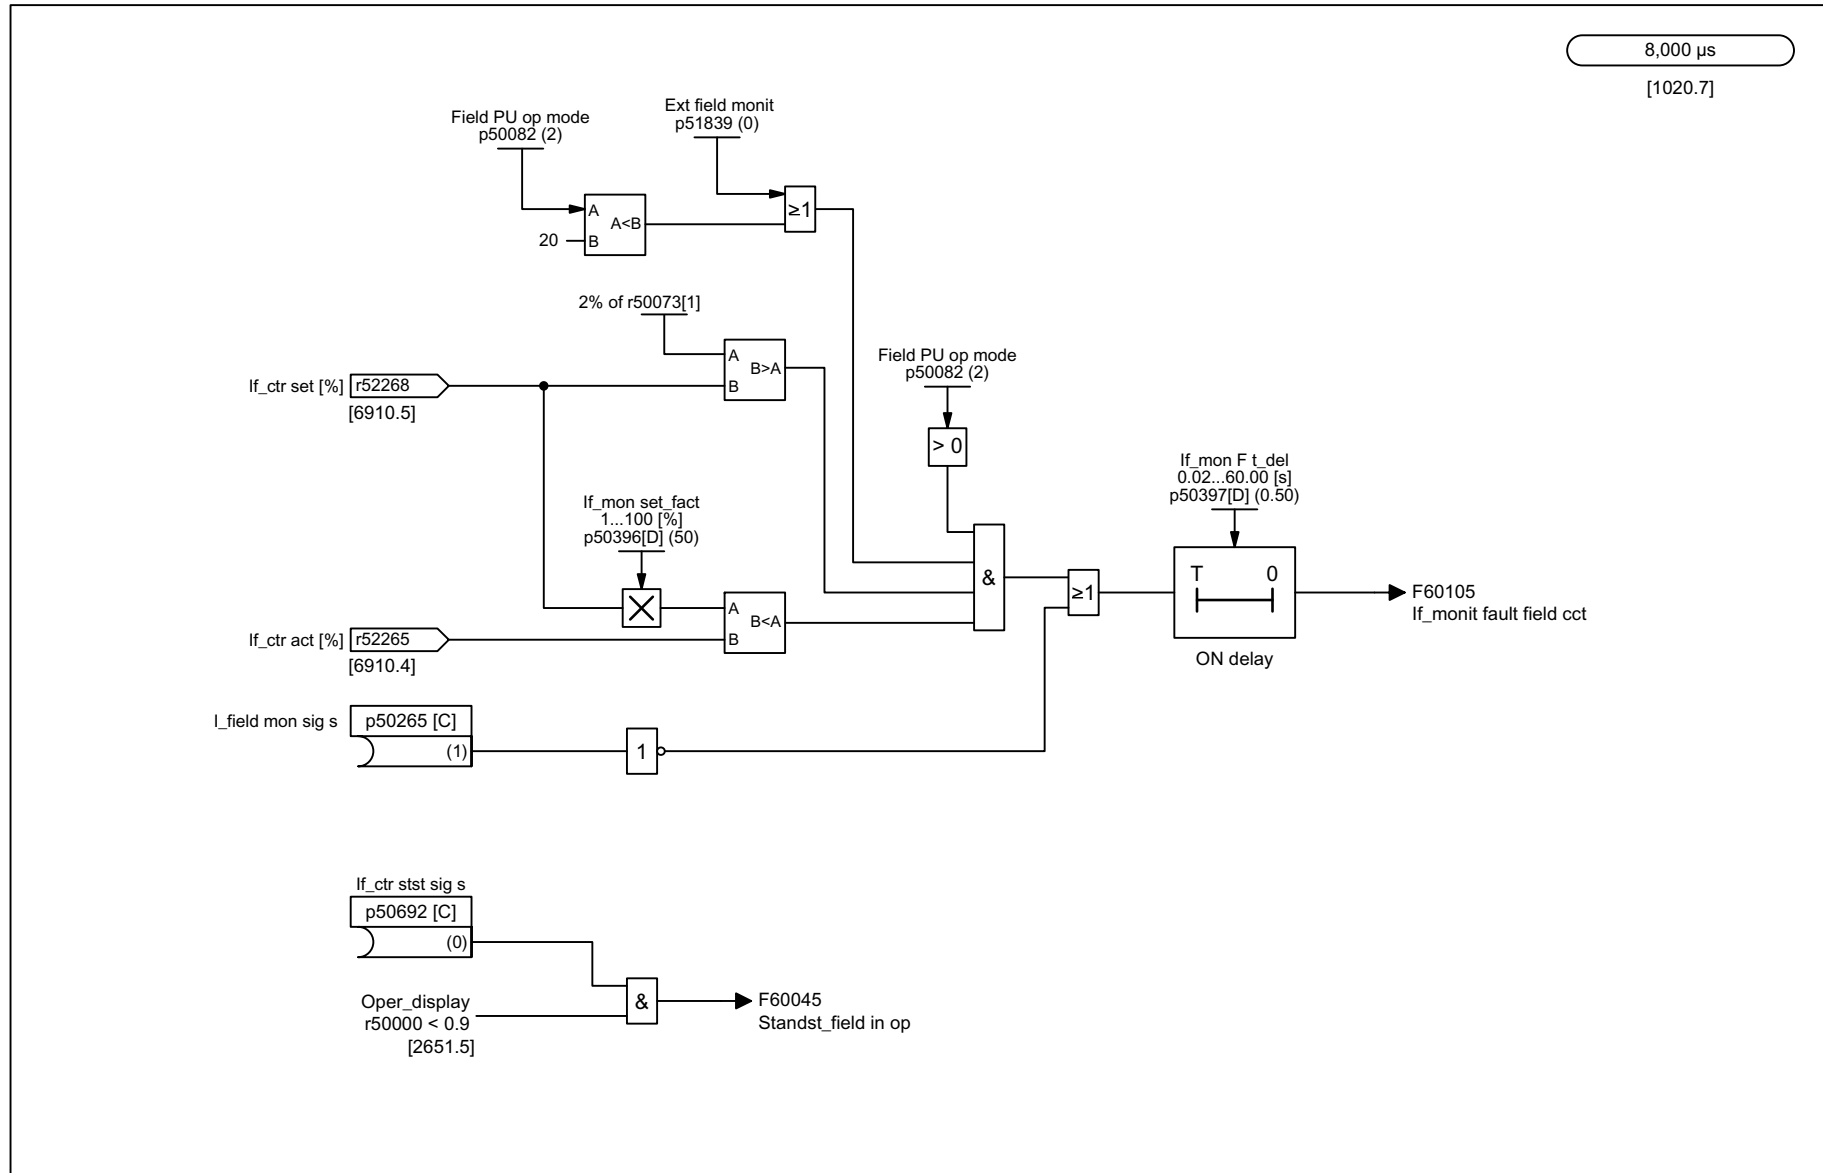 8,000 µs
[1020.7]
Ext field monit
p51839 (0)
Field PU op mode
p50082 (2)
A
A<B
20
B
≥1
2% of r50073[1]
A
B>A
B
If_ctr set [%]
r52268
[6910.5]
Field PU op mode
p50082 (2)
> 0
If_mon F t_del
0.02...60.00 [s]
p50397[D] (0.50)
If_mon set_fact
1...100 [%]
p50396[D] (50)
A
B<A
B
&
≥1
T 0
ON delay
F60105
If_monit fault field cct
If_ctr act [%]
r52265
[6910.4]
I_field mon sig s
p50265 [C]
(1)
1
If_ctr stst sig s
p50692 [C]
(0)
Oper_display
r50000 < 0.9
[2651.5]
&
F60045
Standst_field in op